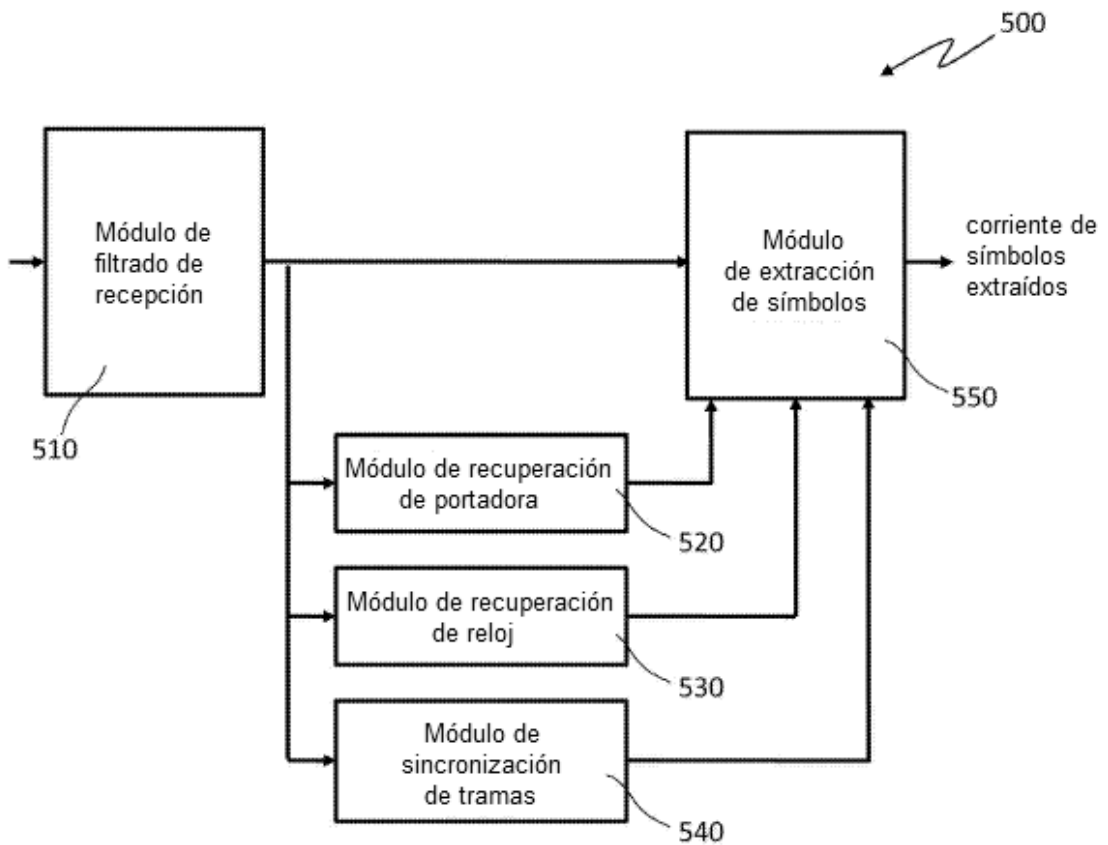 500
Módulo de
filtrado de
recepción
510
Módulo
de extracción
de símbolos
550
corriente de
símbolos
extraídos
Módulo de recuperación
de portadora
520
Módulo de recuperación
de reloj
530
Módulo de
sincronización
de tramas
540